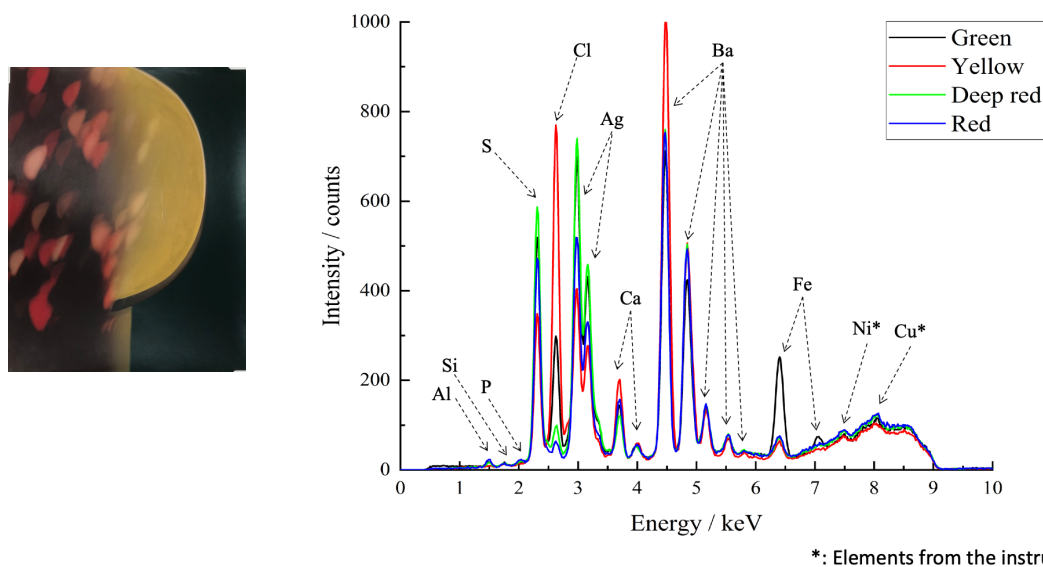 1000
800
600
400
200
0
Intensity / counts
0 1 2 3 4 5 6 7 8 9 10
Energy / keV
Al
Si
P
S
Cl
Ag
Ca
Ba
Fe
Ni*
Cu*
Green
Yellow
Deep red
Red
*: Elements from the instru